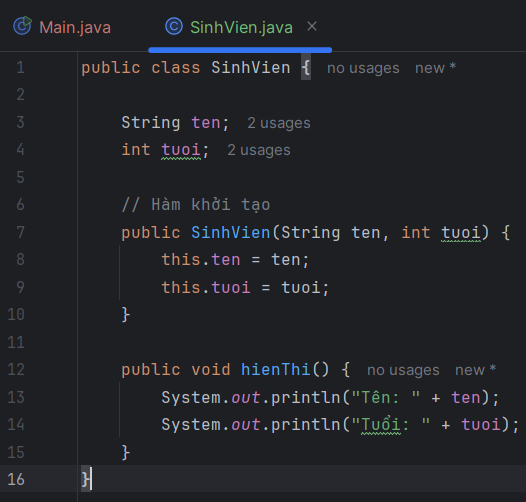 Main.java SinhVien.java ×
1 public class SinhVien { no usages new *
2
3 String ten; 2 usages
4 int tuoi; 2 usages
5
6 // Hàm khởi tạo
7 public SinhVien(String ten, int tuoi) {
8 this.ten = ten;
9 this.tuoi = tuoi;
10 }
11
12 public void hienThi() { no usages new *
13 System.out.println("Tên: " + ten);
14 System.out.println("Tuổi: " + tuoi);
15 }
16 }